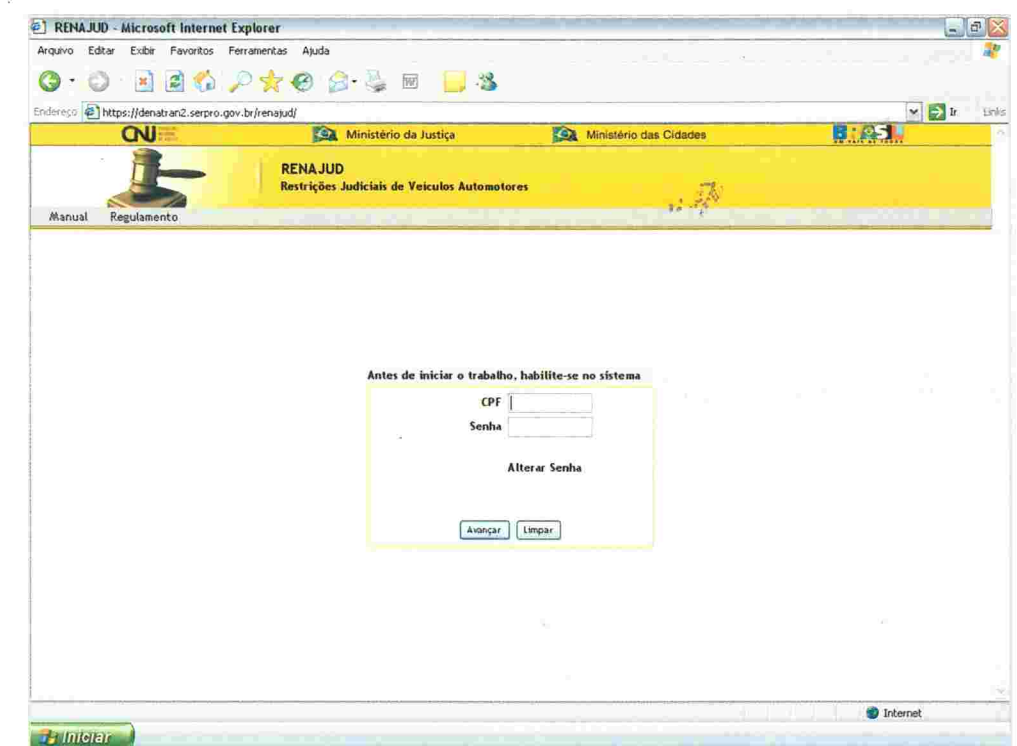 RENAJUD - Microsoft Internet Explorer
Arquivo Editar Exibir Favoritos Ferramentas Ajuda
Endereço https://denatran2.serpro.gov.br/renajud/ Ir Links
CNJ Ministério da Justiça Ministério das Cidades BRASIL
RENAJUD
Restrições Judiciais de Veículos Automotores
Manual Regulamento
Antes de iniciar o trabalho, habilite-se no sistema
CPF
Senha
Alterar Senha
Avançar Limpar
Internet
Iniciar